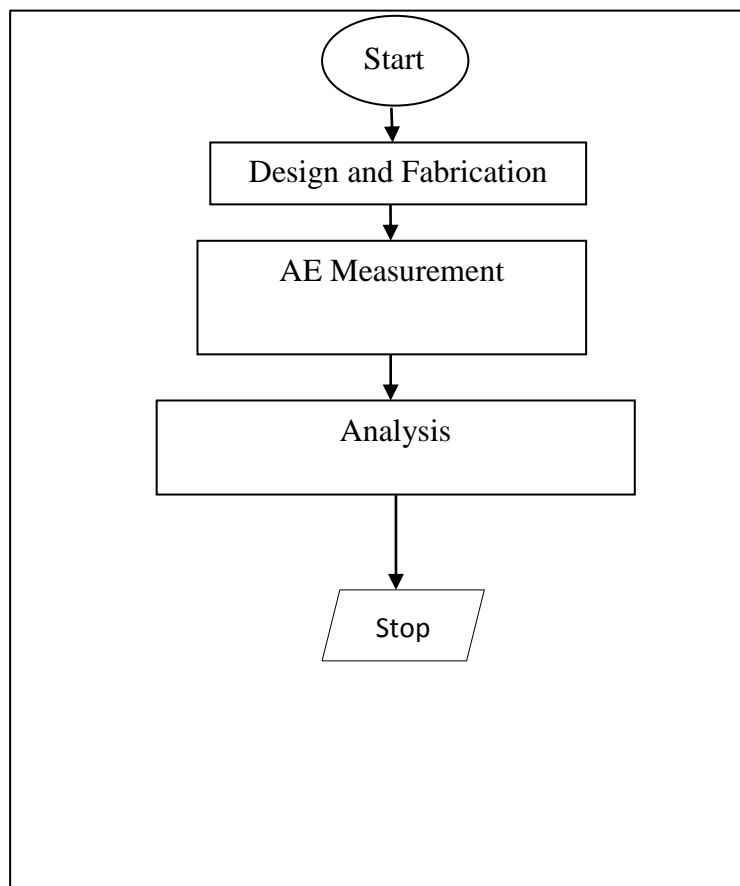 Start
Design and Fabrication
AE Measurement
Analysis
Stop